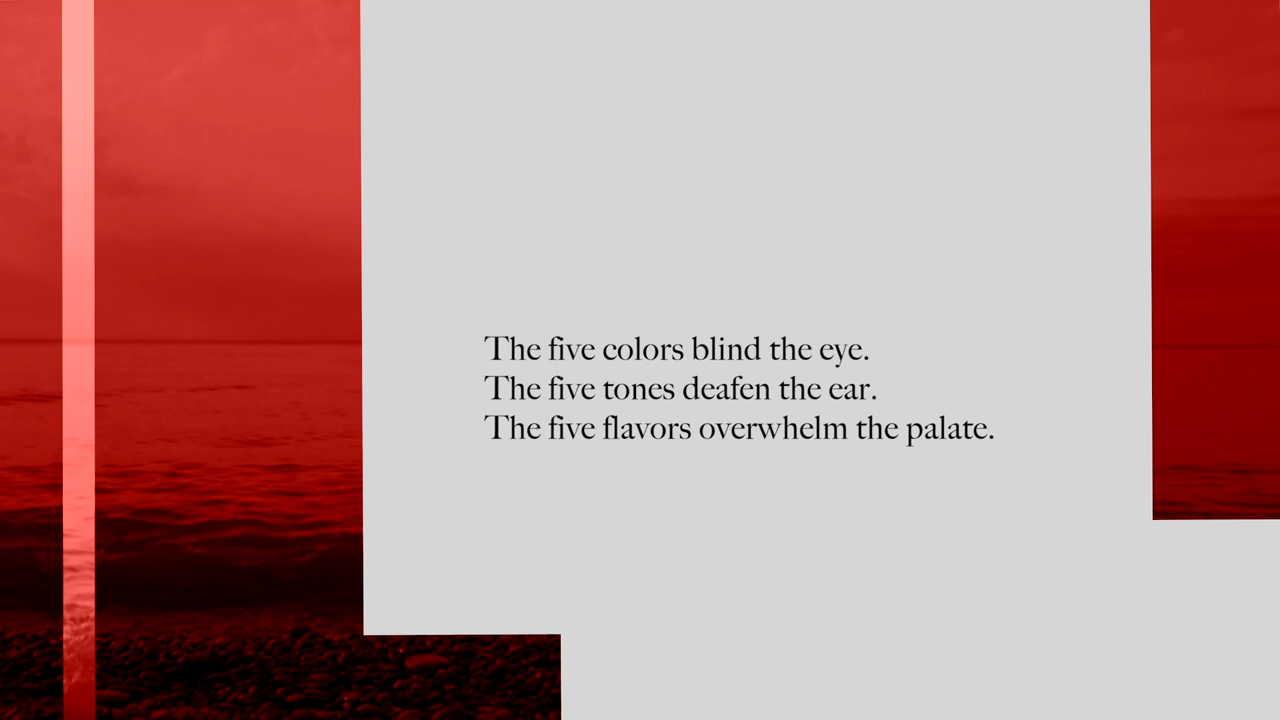 The five colors blind the eye.
The five tones deafen the ear.
The five flavors overwhelm the palate.